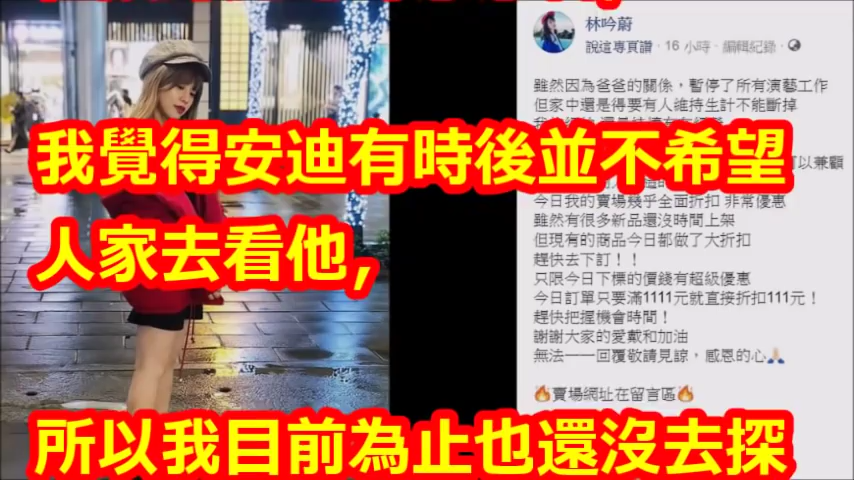 林吟蔚
說這專頁讚 · 16 小時 · 編輯紀錄 ·
雖然因為爸爸的關係，暫停了所有演藝工作
但家中還是得要有人維持生計不能斷掉
我覺得安迪有時後並不希望
可以兼顧
今日我的賣場幾乎全面折扣 非常優惠
雖然有很多新品還沒時間上架
但現有的商品今日都做了大折扣
人家去看他，
趕快去下訂！！
只限今日下標的價錢有超級優惠
今日訂單只要滿1111元就直接折扣111元！
趕快把握機會時間！
謝謝大家的愛戴和加油
無法一一回覆敬請見諒，感恩的心🙏🏻
🔥賣場網址在留言區🔥
所以我目前為止也還沒去探